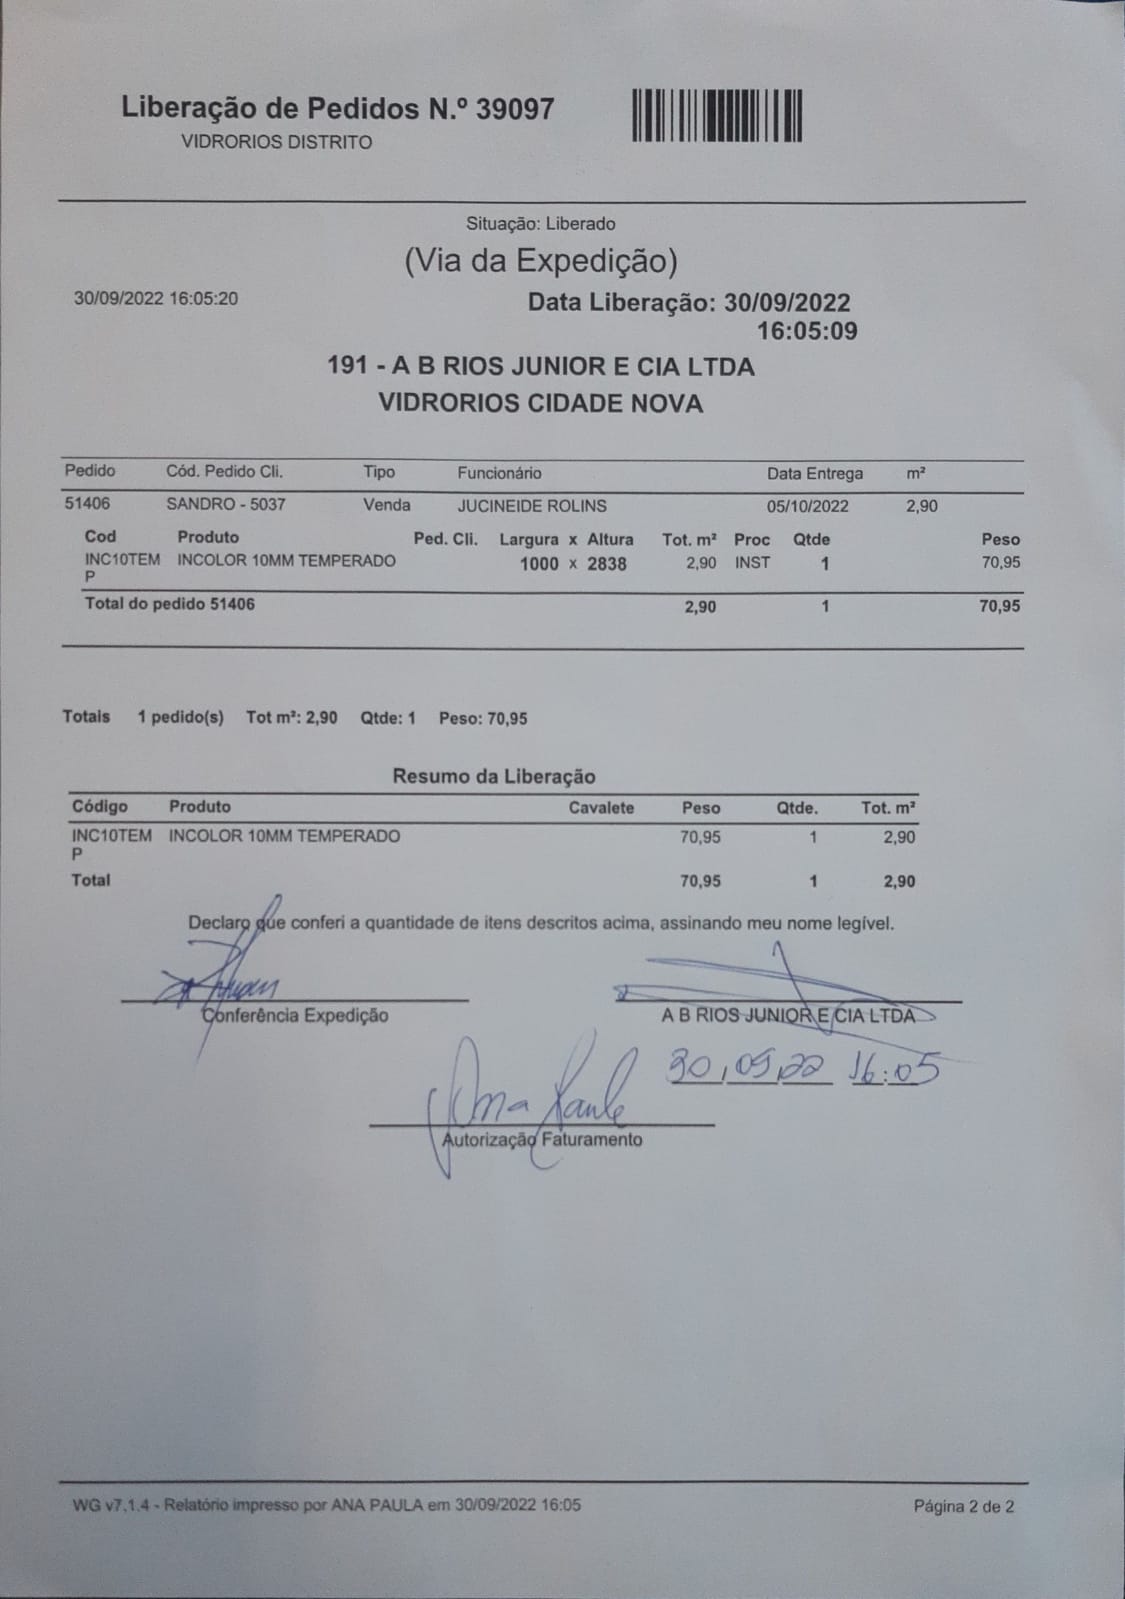 Liberação de Pedidos N.º 39097
VIDRORIOS DISTRITO
Situação: Liberado
(Via da Expedição)
30/09/2022 16:05:20 Data Liberação: 30/09/2022
16:05:09
191 - A B RIOS JUNIOR E CIA LTDA
VIDRORIOS CIDADE NOVA
Pedido Cód. Pedido Cli. Tipo Funcionário Data Entrega m²
51406 SANDRO - 5037 Venda JUCINEIDE ROLINS 05/10/2022 2,90
Cod Produto Ped. Cli. Largura x Altura Tot. m² Proc Qtde Peso
INC10TEM INCOLOR 10MM TEMPERADO 1000 x 2838 2,90 INST 1 70,95
P
Total do pedido 51406 2,90 1 70,95
Totais 1 pedido(s) Tot m²: 2,90 Qtde: 1 Peso: 70,95
Resumo da Liberação
Código Produto Cavalete Peso Qtde. Tot. m²
INC10TEM INCOLOR 10MM TEMPERADO 70,95 1 2,90
P
Total 70,95 1 2,90
Declaro que conferi a quantidade de itens descritos acima, assinando meu nome legível.
Conferência Expedição A B RIOS JUNIOR E CIA LTDA
30,09,22 16:05
Ana Paula
Autorização Faturamento
WG v7.1.4 - Relatório impresso por ANA PAULA em 30/09/2022 16:05 Página 2 de 2